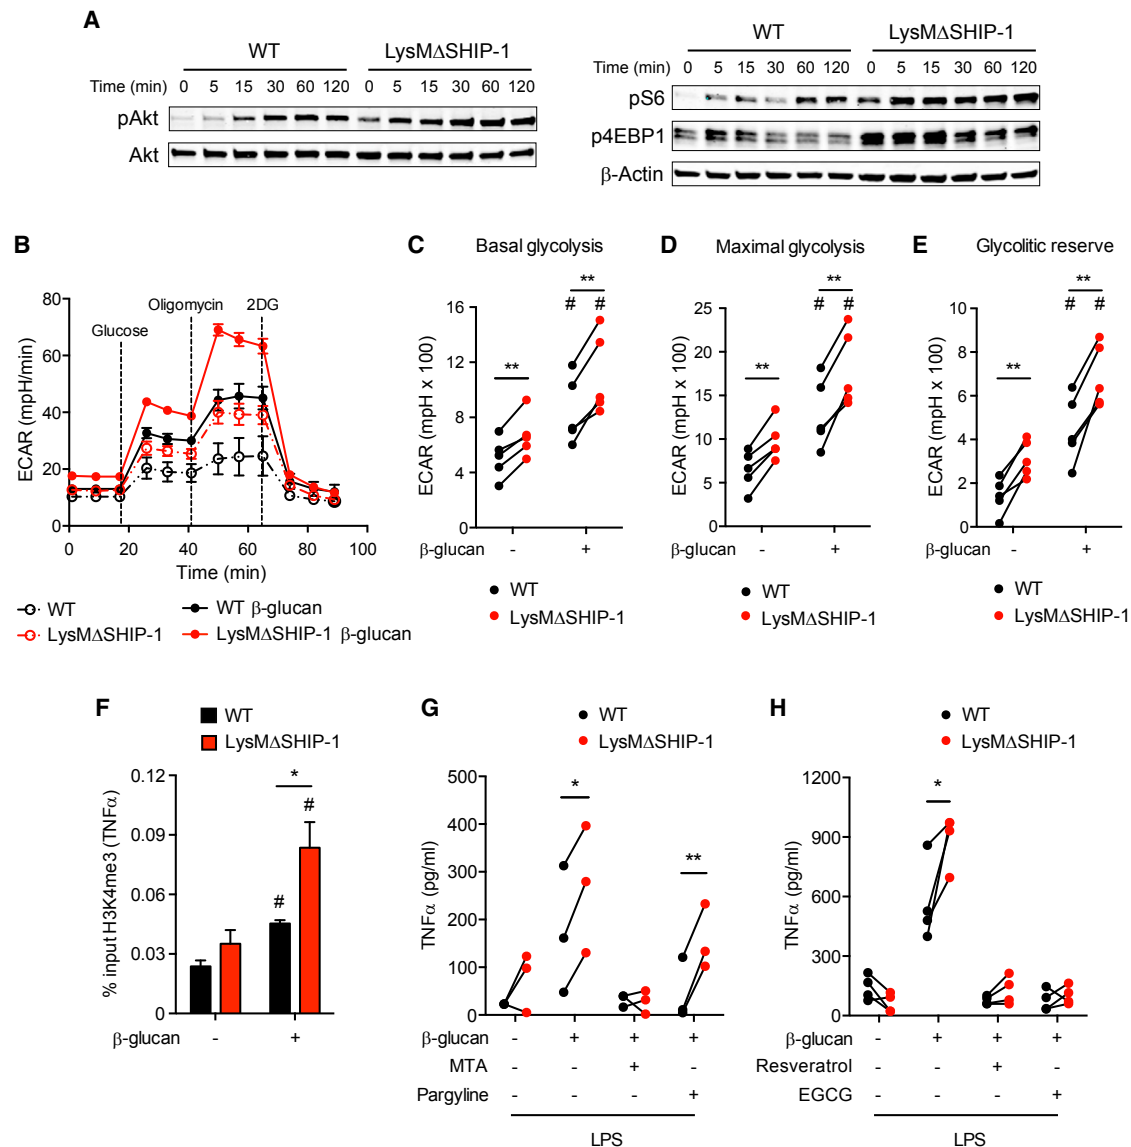 A
WT LysMΔSHIP-1
Time (min) 0 5 15 30 60 120 0 5 15 30 60 120
pAkt
Akt
WT LysMΔSHIP-1
Time (min) 0 5 15 30 60 120 0 5 15 30 60 120
pS6
p4EBP1
β-Actin
B
ECAR (mpH/min)
80
60
40
20
0
Glucose
Oligomycin
2DG
0 20 40 60 80 100
Time (min)
WT
WT β-glucan
LysMΔSHIP-1
LysMΔSHIP-1 β-glucan
C
Basal glycolysis
ECAR (mpH x 100)
16
12
8
4
0
**
**
# #
β-glucan - +
WT
LysMΔSHIP-1
D
Maximal glycolysis
ECAR (mpH x 100)
25
20
15
10
5
0
**
**
# #
β-glucan - +
WT
LysMΔSHIP-1
E
Glycolitic reserve
ECAR (mpH x 100)
10
8
6
4
2
0
**
**
# #
β-glucan - +
WT
LysMΔSHIP-1
F
WT
LysMΔSHIP-1
% input H3K4me3 (TNFα)
0.12
0.09
0.06
0.03
0
*
#
#
β-glucan - +
G
WT
LysMΔSHIP-1
TNFα (pg/ml)
500
400
300
200
100
0
*
**
β-glucan - + + +
MTA - - + -
Pargyline - - - +
LPS
H
WT
LysMΔSHIP-1
TNFα (pg/ml)
1200
900
600
300
0
*
β-glucan - + + +
Resveratrol - - + -
EGCG - - - +
LPS